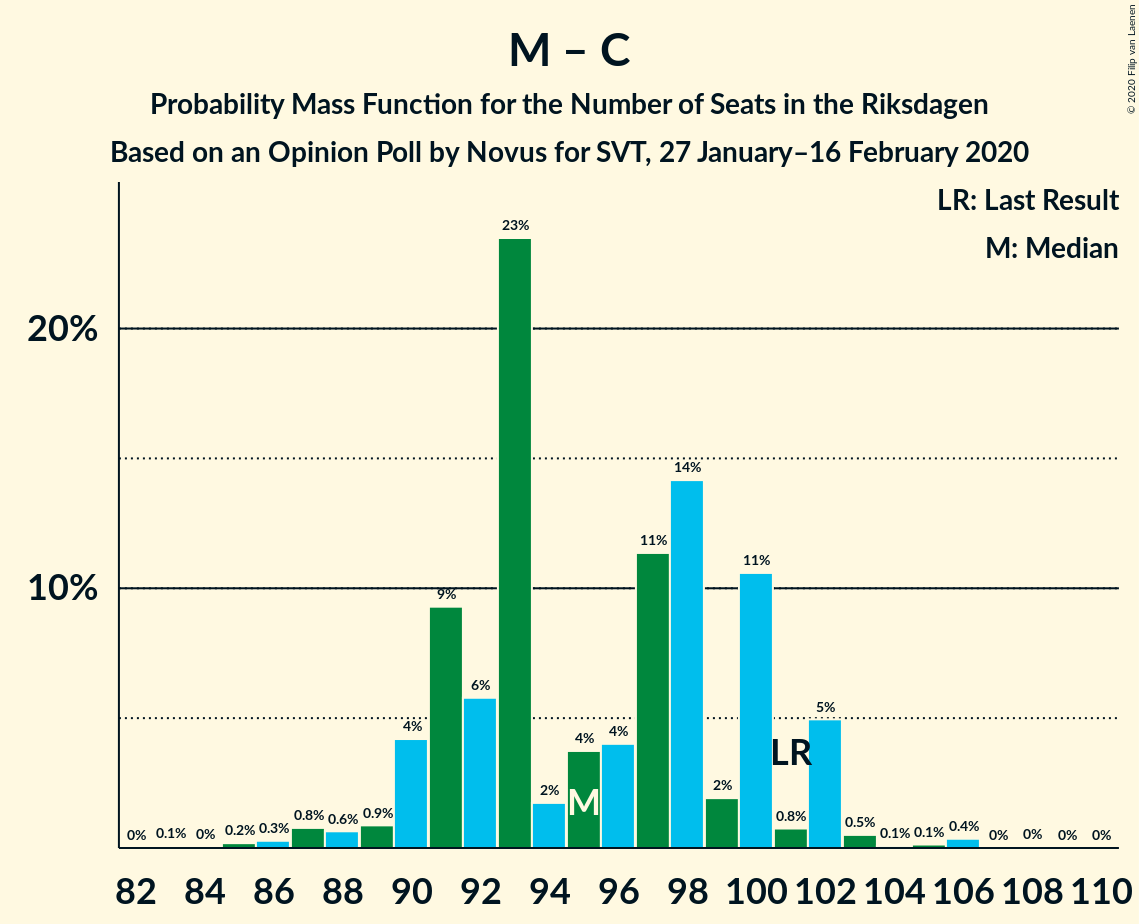 M – C
Probability Mass Function for the Number of Seats in the Riksdagen
Based on an Opinion Poll by Novus for SVT, 27 January–16 February 2020
© 2020 Filip van Laenen
LR: Last Result
M: Median
20%
10%
0% 0.1% 0% 0.2% 0.3% 0.8% 0.6% 0.9% 4% 9% 6% 23% 2% 4% 4% 11% 14% 2% 11% 0.8% 5% 0.5% 0.1% 0.1% 0.4% 0% 0% 0% 0%
M
LR
82 84 86 88 90 92 94 96 98 100 102 104 106 108 110